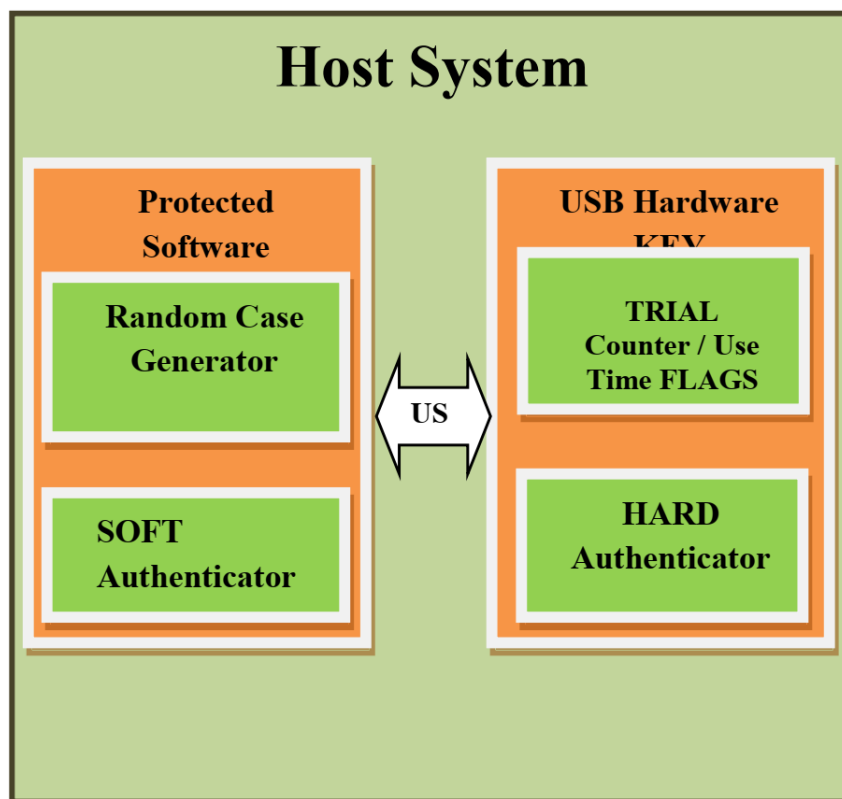 Host System
Protected
Software
Random Case
Generator
SOFT
Authenticator
US
USB Hardware
KEY
TRIAL
Counter / Use
Time FLAGS
HARD
Authenticator